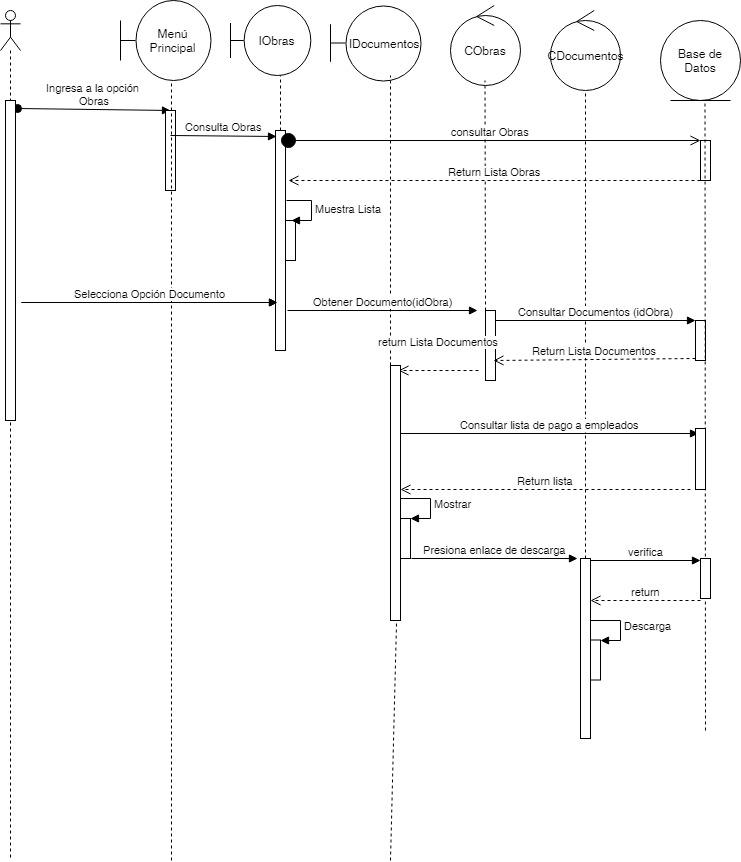 Menú
Principal
IObras
IDocumentos
CObras
CDocumentos
Base de
Datos
Ingresa a la opción
Obras
Consulta Obras
consultar Obras
Return Lista Obras
Muestra Lista
Selecciona Opción Documento
Obtener Documento(idObra)
Consultar Documentos (idObra)
return Lista Documentos
Return Lista Documentos
Consultar lista de pago a empleados
Return lista
Mostrar
Presiona enlace de descarga
verifica
return
Descarga